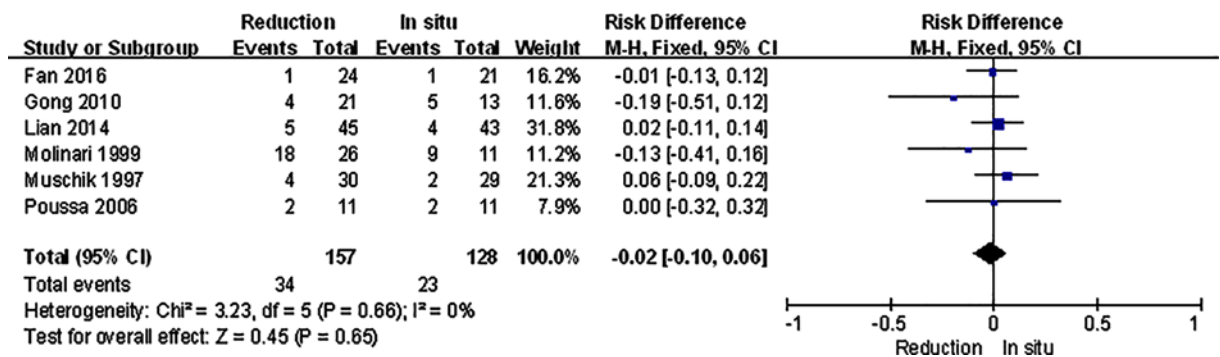 Reduction In situ Risk Difference Risk Difference
Study or Subgroup Events Total Events Total Weight M-H, Fixed, 95% CI M-H, Fixed, 95% CI
Fan 2016 1 24 1 21 16.2% -0.01 [-0.13, 0.12]
Gong 2010 4 21 5 13 11.6% -0.19 [-0.51, 0.12]
Lian 2014 5 45 4 43 31.8% 0.02 [-0.11, 0.14]
Molinari 1999 18 26 9 11 11.2% -0.13 [-0.41, 0.16]
Muschik 1997 4 30 2 29 21.3% 0.06 [-0.09, 0.22]
Poussa 2006 2 11 2 11 7.9% 0.00 [-0.32, 0.32]
Total (95% CI) 157 128 100.0% -0.02 [-0.10, 0.06]
Total events 34 23
Heterogeneity: Chi² = 3.23, df = 5 (P = 0.66); I² = 0%
Test for overall effect: Z = 0.45 (P = 0.65)
-1 -0.5 0 0.5 1
Reduction In situ